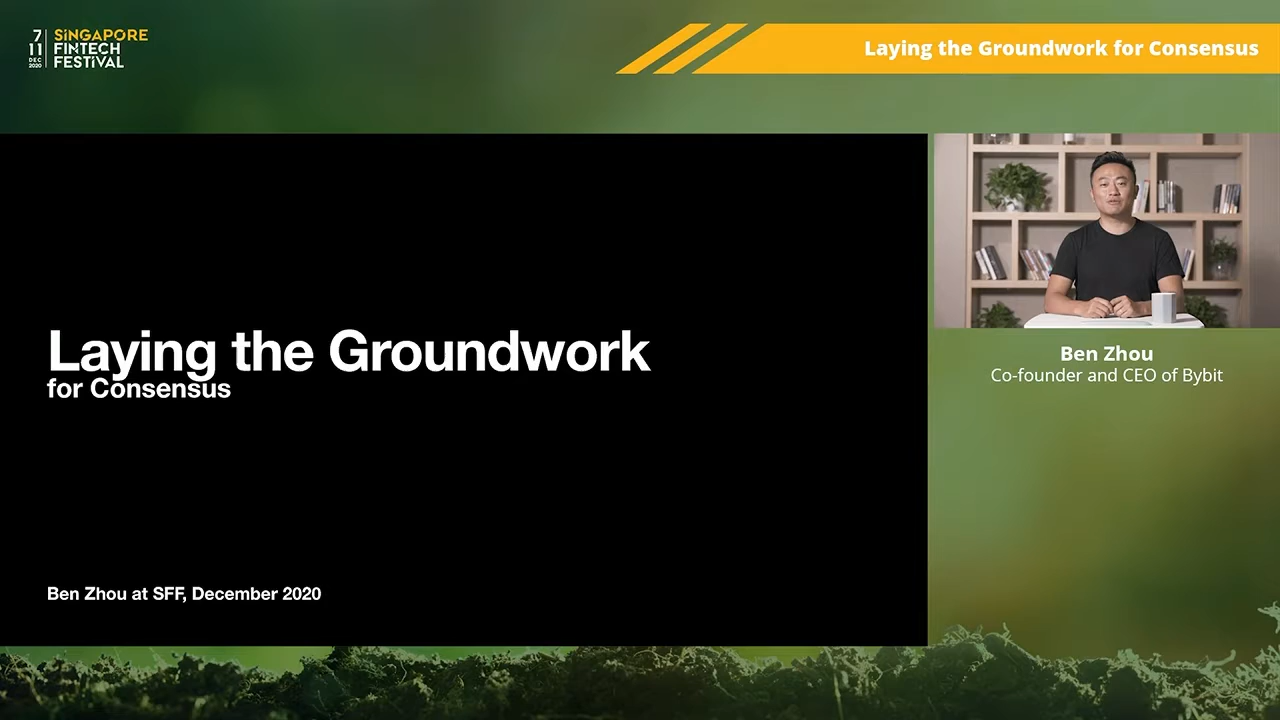 7
11
DEC
2020
SiNGAPORE
FiNTECH
FESTiVAL
Laying the Groundwork for Consensus
Laying the Groundwork
for Consensus
Ben Zhou at SFF, December 2020
Ben Zhou
Co-founder and CEO of Bybit